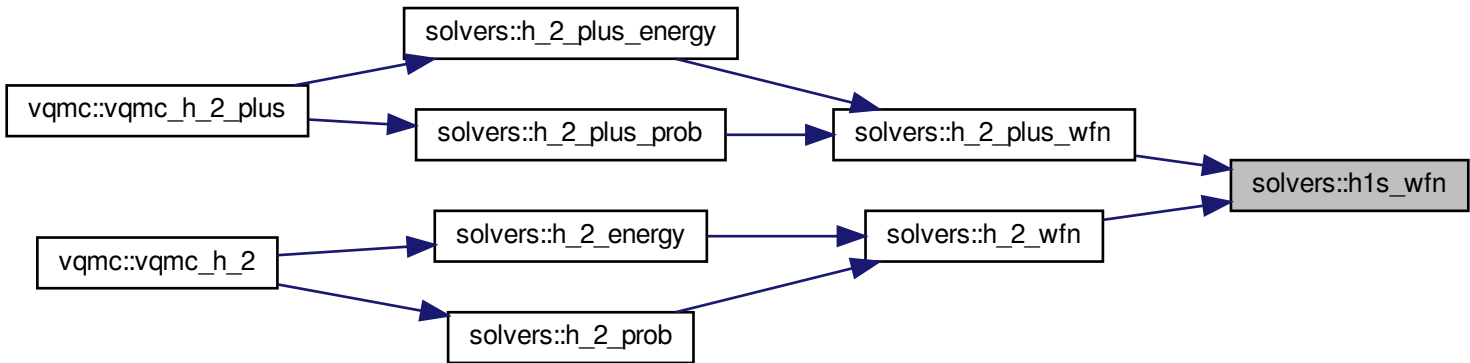 solvers::h_2_plus_energy
vqmc::vqmc_h_2_plus
solvers::h_2_plus_prob
solvers::h_2_plus_wfn
solvers::h1s_wfn
solvers::h_2_energy
solvers::h_2_wfn
vqmc::vqmc_h_2
solvers::h_2_prob